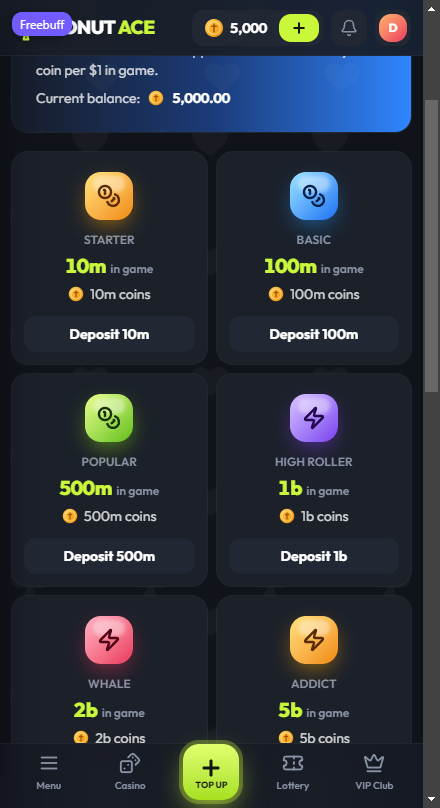 Freebuff
ONUT ACE
5,000
D
coin per $1 in game.
Current balance: 5,000.00
STARTER
10m in game
10m coins
Deposit 10m
BASIC
100m in game
100m coins
Deposit 100m
POPULAR
500m in game
500m coins
Deposit 500m
HIGH ROLLER
1b in game
1b coins
Deposit 1b
WHALE
2b in game
2b coins
ADDICT
5b in game
5b coins
Menu
Casino
TOP UP
Lottery
VIP Club